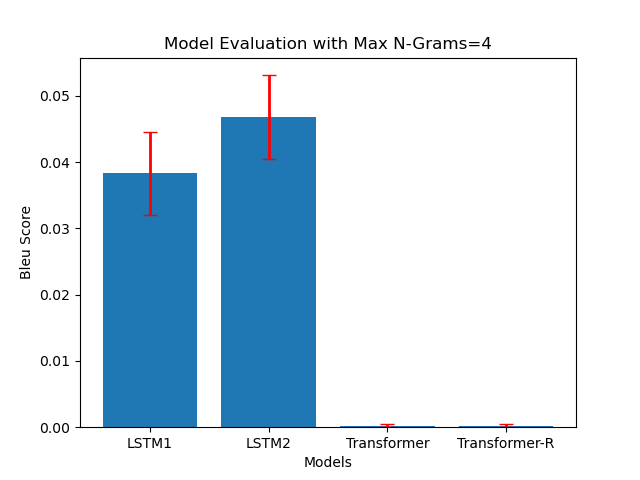 Model Evaluation with Max N-Grams=4
0.05
0.04
0.03
0.02
0.01
0.00
Bleu Score
LSTM1 LSTM2 Transformer Transformer-R
Models